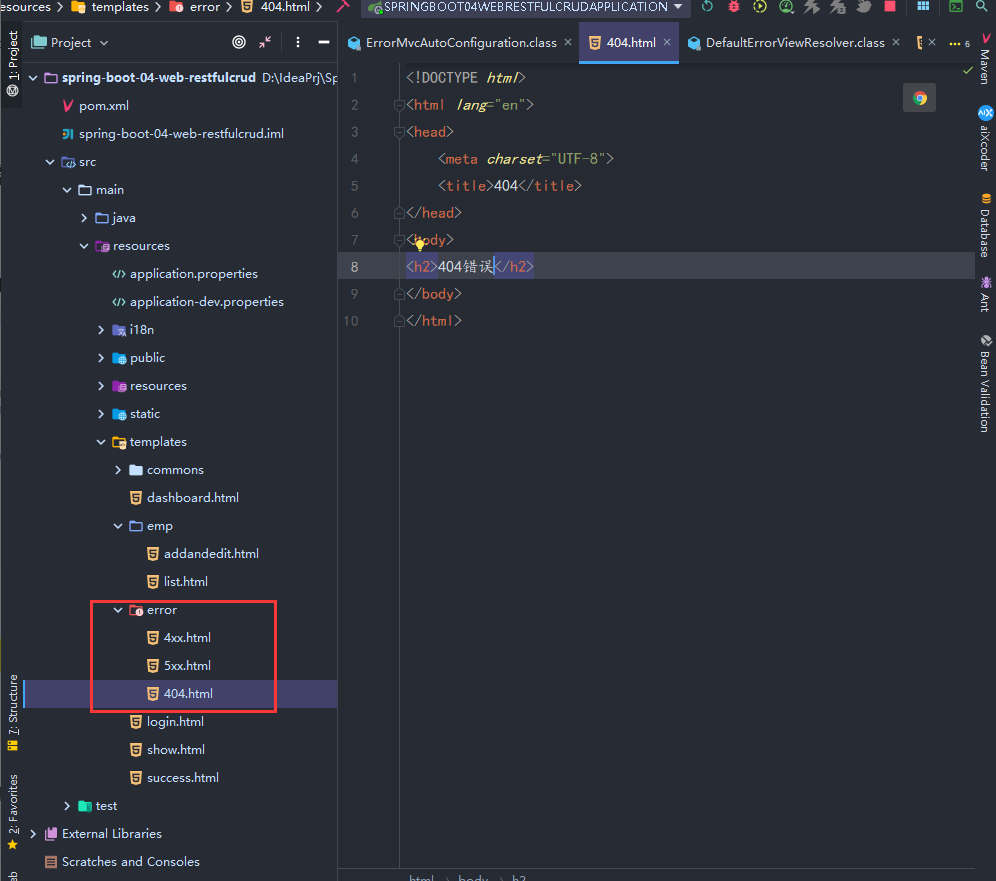 esources templates error 404.html SPRINGBOOT04WEBRESTFULCRUDAPPLICATION
Project
ErrorMvcAutoConfiguration.class
404.html
DefaultErrorViewResolver.class
6
1: Project
spring-boot-04-web-restfulcrud D:\IdeaPrj\Sp
pom.xml
spring-boot-04-web-restfulcrud.iml
src
main
java
resources
application.properties
application-dev.properties
i18n
public
resources
static
templates
commons
dashboard.html
emp
addandedit.html
list.html
error
4xx.html
5xx.html
404.html
login.html
show.html
success.html
test
External Libraries
Scratches and Consoles
7: Structure
2: Favorites
eb
1 <!DOCTYPE html>
2 <html lang="en">
3 <head>
4 <meta charset="UTF-8">
5 <title>404</title>
6 </head>
7 <body>
8 <h2>404错误</h2>
9 </body>
10 </html>
html body h2
Maven
aiXcoder
Database
Ant
Bean Validation